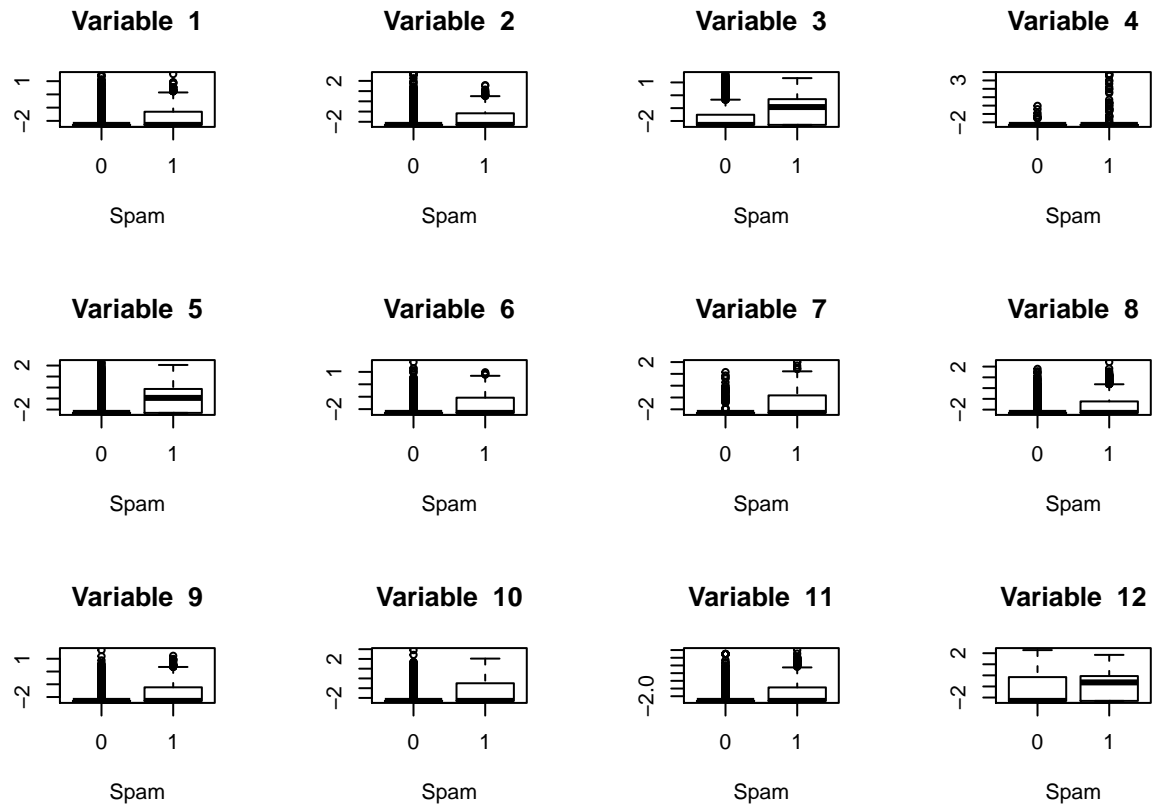 Variable 1
1
−2
0 1
Spam
Variable 2
2
−2
0 1
Spam
Variable 3
1
−2
0 1
Spam
Variable 4
3
−2
0 1
Spam
Variable 5
2
−2
0 1
Spam
Variable 6
1
−2
0 1
Spam
Variable 7
2
−2
0 1
Spam
Variable 8
2
−2
0 1
Spam
Variable 9
1
−2
0 1
Spam
Variable 10
2
−2
0 1
Spam
Variable 11
−2.0
0 1
Spam
Variable 12
2
−2
0 1
Spam